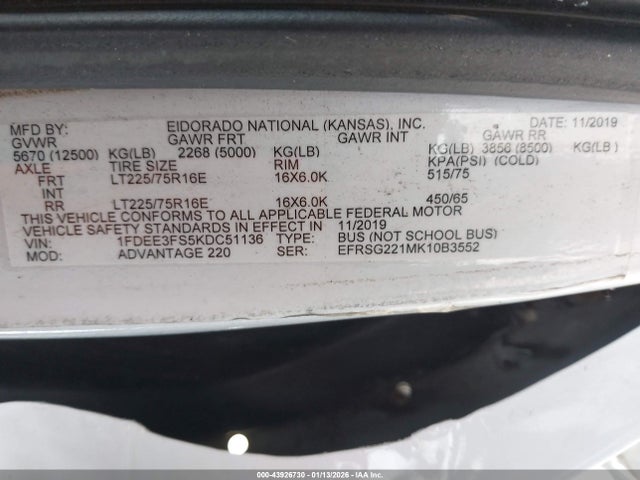 MFD BY: EIDORADO NATIONAL (KANSAS), INC. DATE: 11/2019
GVWR GAWR FRT GAWR INT GAWR RR
5670 (12500) KG(LB) 2268 (5000) KG(LB) KG(LB) 3856 (8500) KG(LB)
AXLE TIRE SIZE RIM KPA(PSI) (COLD)
FRT LT225/75R16E 16X6.0K 515/75
INT
RR LT225/75R16E 16X6.0K 450/65
THIS VEHICLE CONFORMS TO ALL APPLICABLE FEDERAL MOTOR
VEHICLE SAFETY STANDARDS IN EFFECT IN 11/2019
VIN: 1FDEE3FS5KDC51136 TYPE: BUS (NOT SCHOOL BUS)
MOD: ADVANTAGE 220 SER: EFRSG221MK10B3552
000-43926730 - 01/13/2026 - IAA Inc.